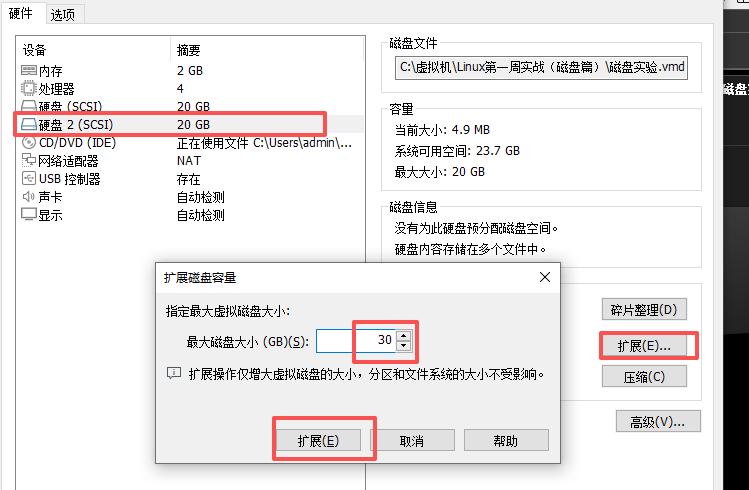 硬件 选项
设备 摘要
内存 2 GB
处理器 4
硬盘 (SCSI) 20 GB
硬盘 2 (SCSI) 20 GB
CD/DVD (IDE) 正在使用文件 C:\Users\admin\...
网络适配器 NAT
USB 控制器 存在
声卡 自动检测
显示 自动检测
磁盘文件
C:\虚拟机\Linux第一周实战（磁盘篇）\磁盘实验.vmd
容量
当前大小: 4.9 MB
系统可用空间: 23.7 GB
最大大小: 20 GB
磁盘信息
没有为此硬盘预分配磁盘空间。
硬盘内容存储在多个文件中。
碎片整理(D)
扩展(E)...
压缩(C)
高级(V)...
扩展磁盘容量
指定最大虚拟磁盘大小:
最大磁盘大小 (GB)(S): 30
扩展操作仅增大虚拟磁盘的大小，分区和文件系统的大小不受影响。
扩展(E) 取消 帮助